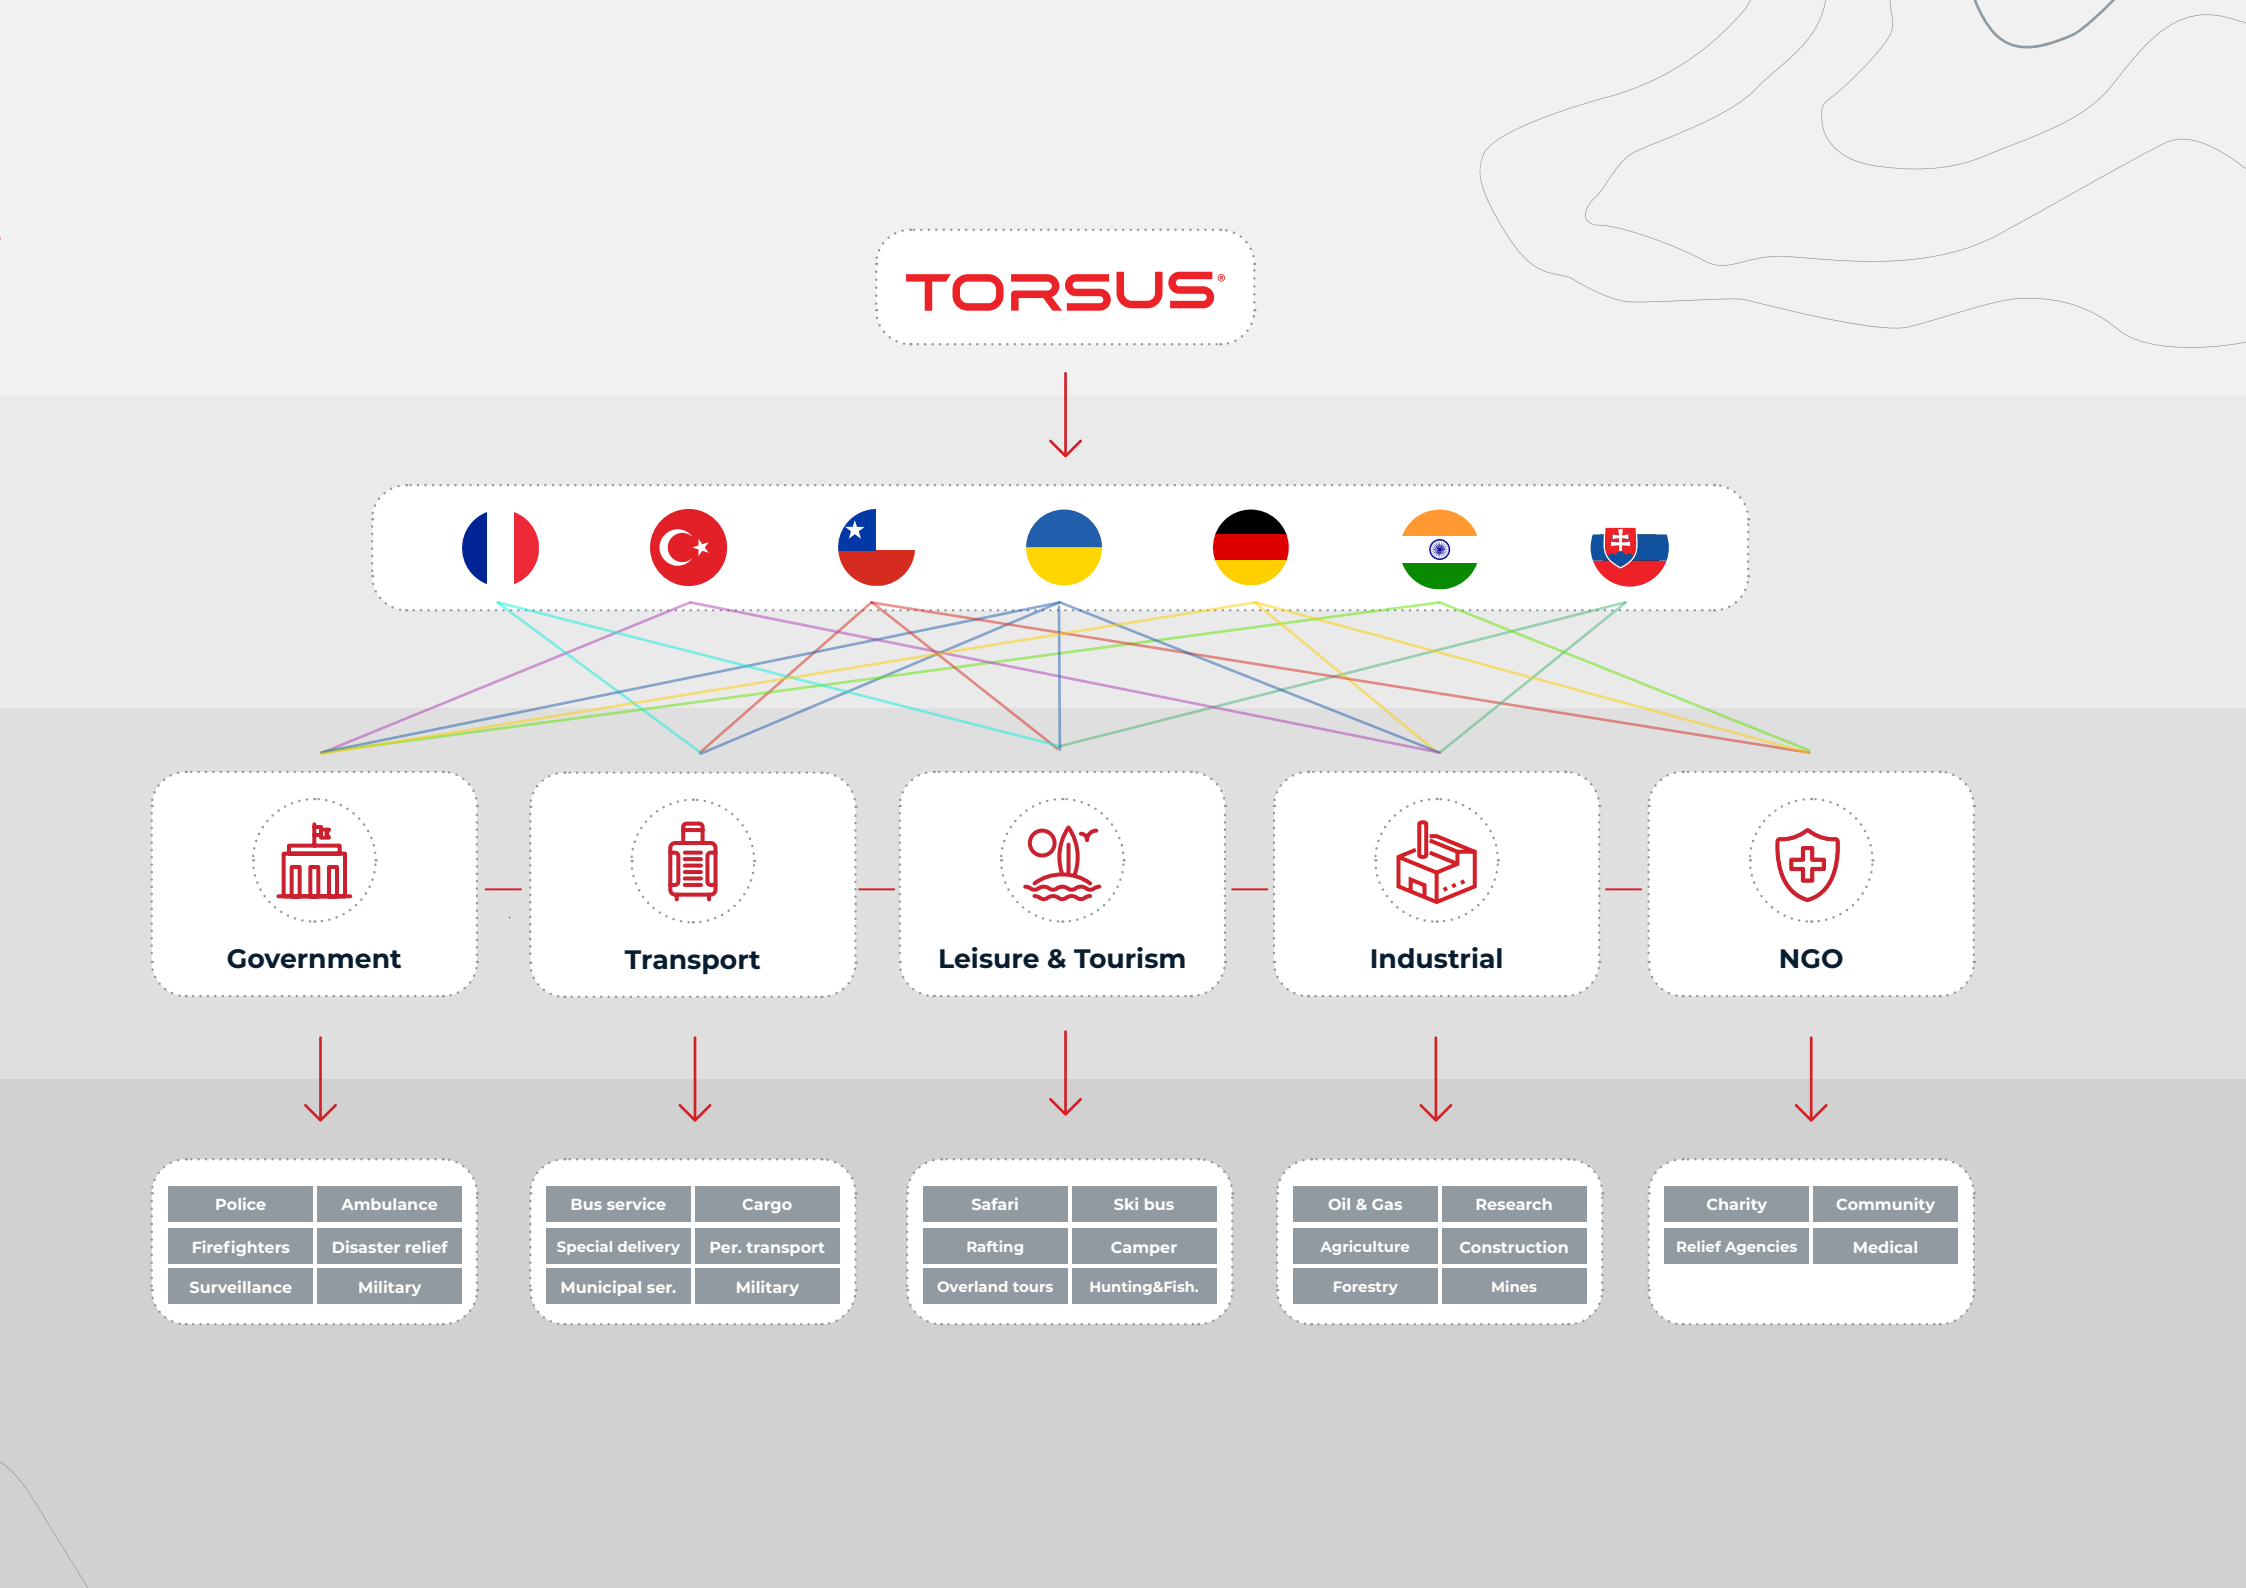 TORSUS®
Government
Transport
Leisure & Tourism
Industrial
NGO
Police
Ambulance
Firefighters
Disaster relief
Surveillance
Military
Bus service
Cargo
Special delivery
Per. transport
Municipal ser.
Military
Safari
Ski bus
Rafting
Camper
Overland tours
Hunting&Fish.
Oil & Gas
Research
Agriculture
Construction
Forestry
Mines
Charity
Community
Relief Agencies
Medical